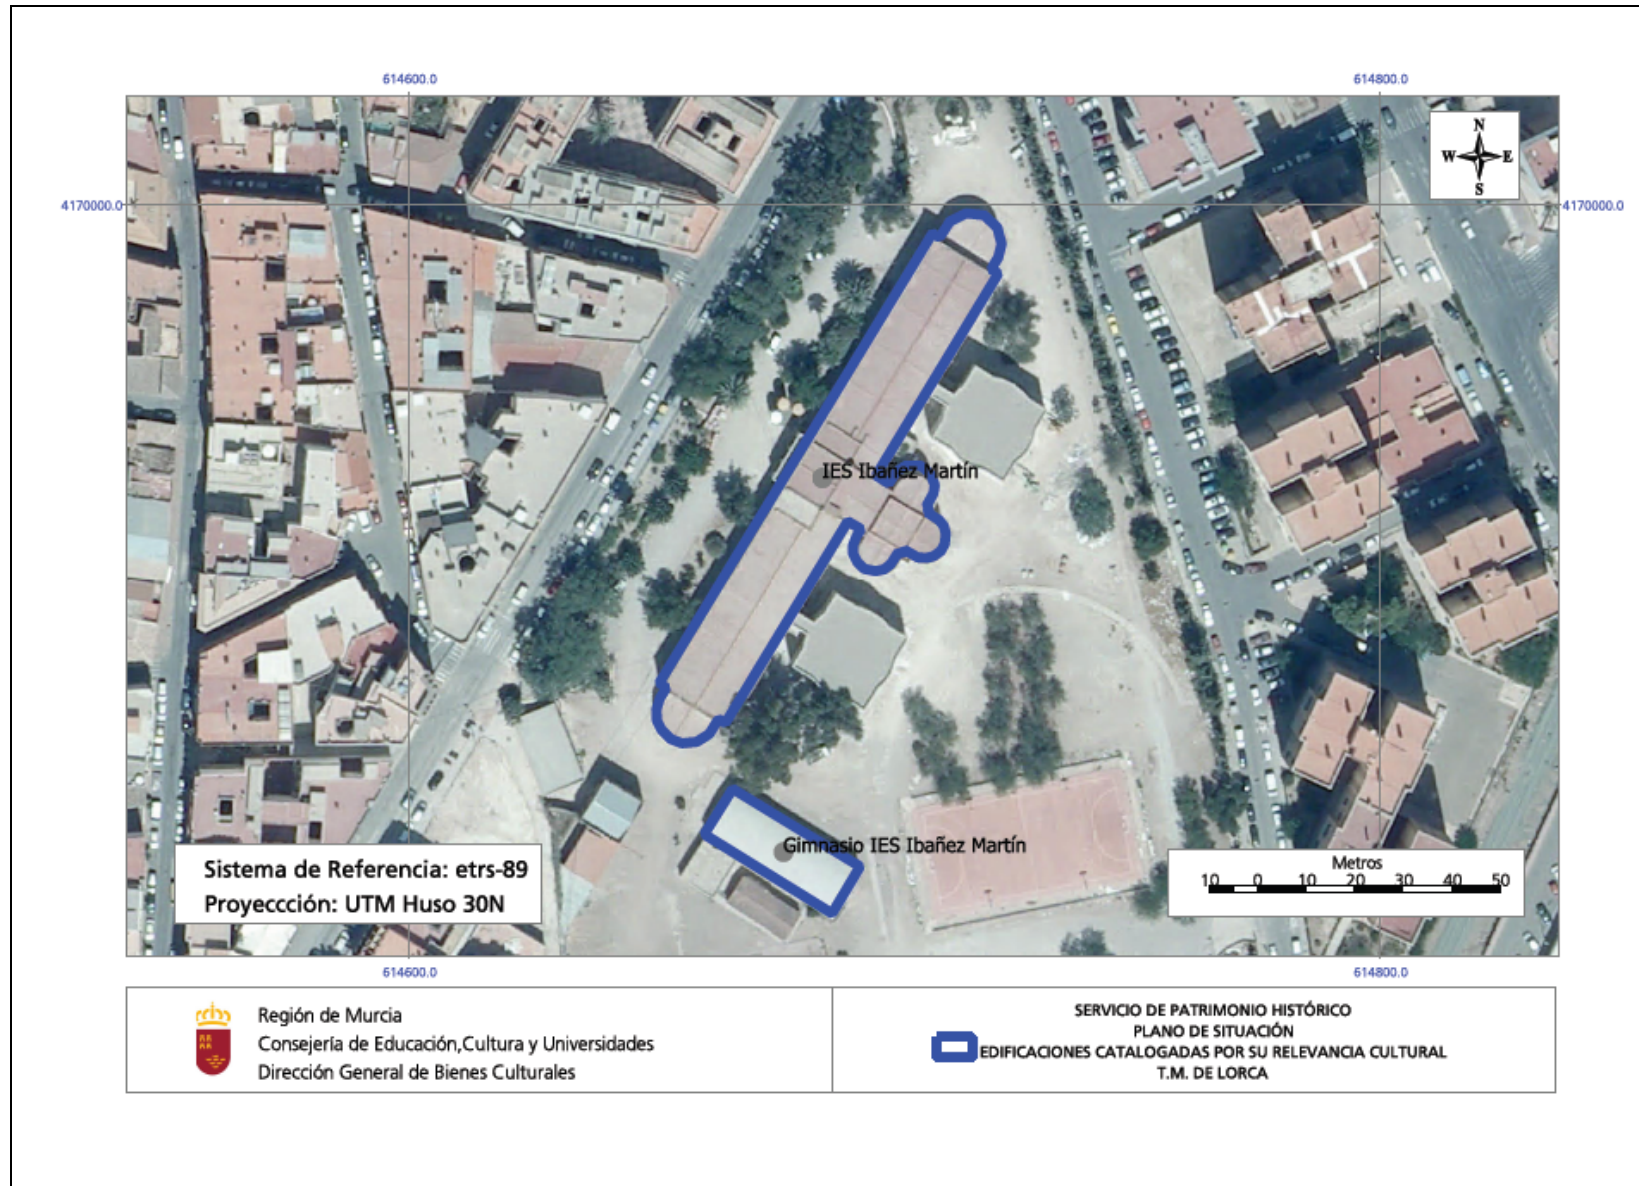 614600.0
614800.0
N
W E
S
4170000.0
4170000.0
IES Ibañez Martín
Gimnasio IES Ibañez Martín
Sistema de Referencia: etrs-89
Proyeccción: UTM Huso 30N
Metros
10 0 10 20 30 40 50
614600.0
614800.0
Región de Murcia
Consejería de Educación,Cultura y Universidades
Dirección General de Bienes Culturales
SERVICIO DE PATRIMONIO HISTÓRICO
PLANO DE SITUACIÓN
EDIFICACIONES CATALOGADAS POR SU RELEVANCIA CULTURAL
T.M. DE LORCA